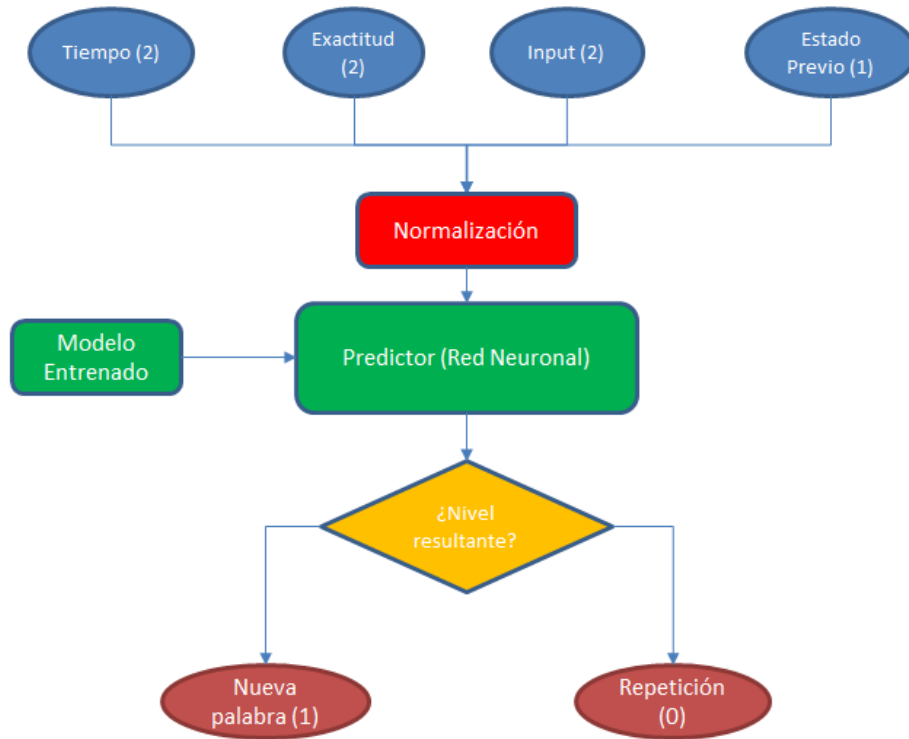 Tiempo (2)
Exactitud
(2)
Input (2)
Estado
Previo (1)
Normalización
Modelo
Entrenado
Predictor (Red Neuronal)
¿Nivel
resultante?
Nueva
palabra (1)
Repetición
(0)